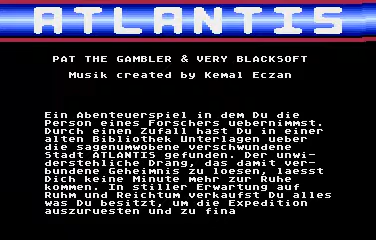 ATLANTIS
PAT THE GAMBLER & VERY BLACKSOFT
Musik created by Kemal Eczan
Ein Abenteuerspiel in dem Du die
Person eines Forschers uebernimmst.
Durch einen Zufall hast Du in einer
alten Bibliothek Unterlagen ueber
die sagenumwobene verschwundene
Stadt ATLANTIS gefunden. Der unwi-
derstehliche Drang, das damit ver-
bundene Geheimnis zu loesen, laesst
Dich keine Minute mehr zur Ruhe
kommen. In stiller Erwartung auf
Ruhm und Reichtum verkaufst Du alles
was Du besitzt, um die Expedition
auszuruesten und zu fina